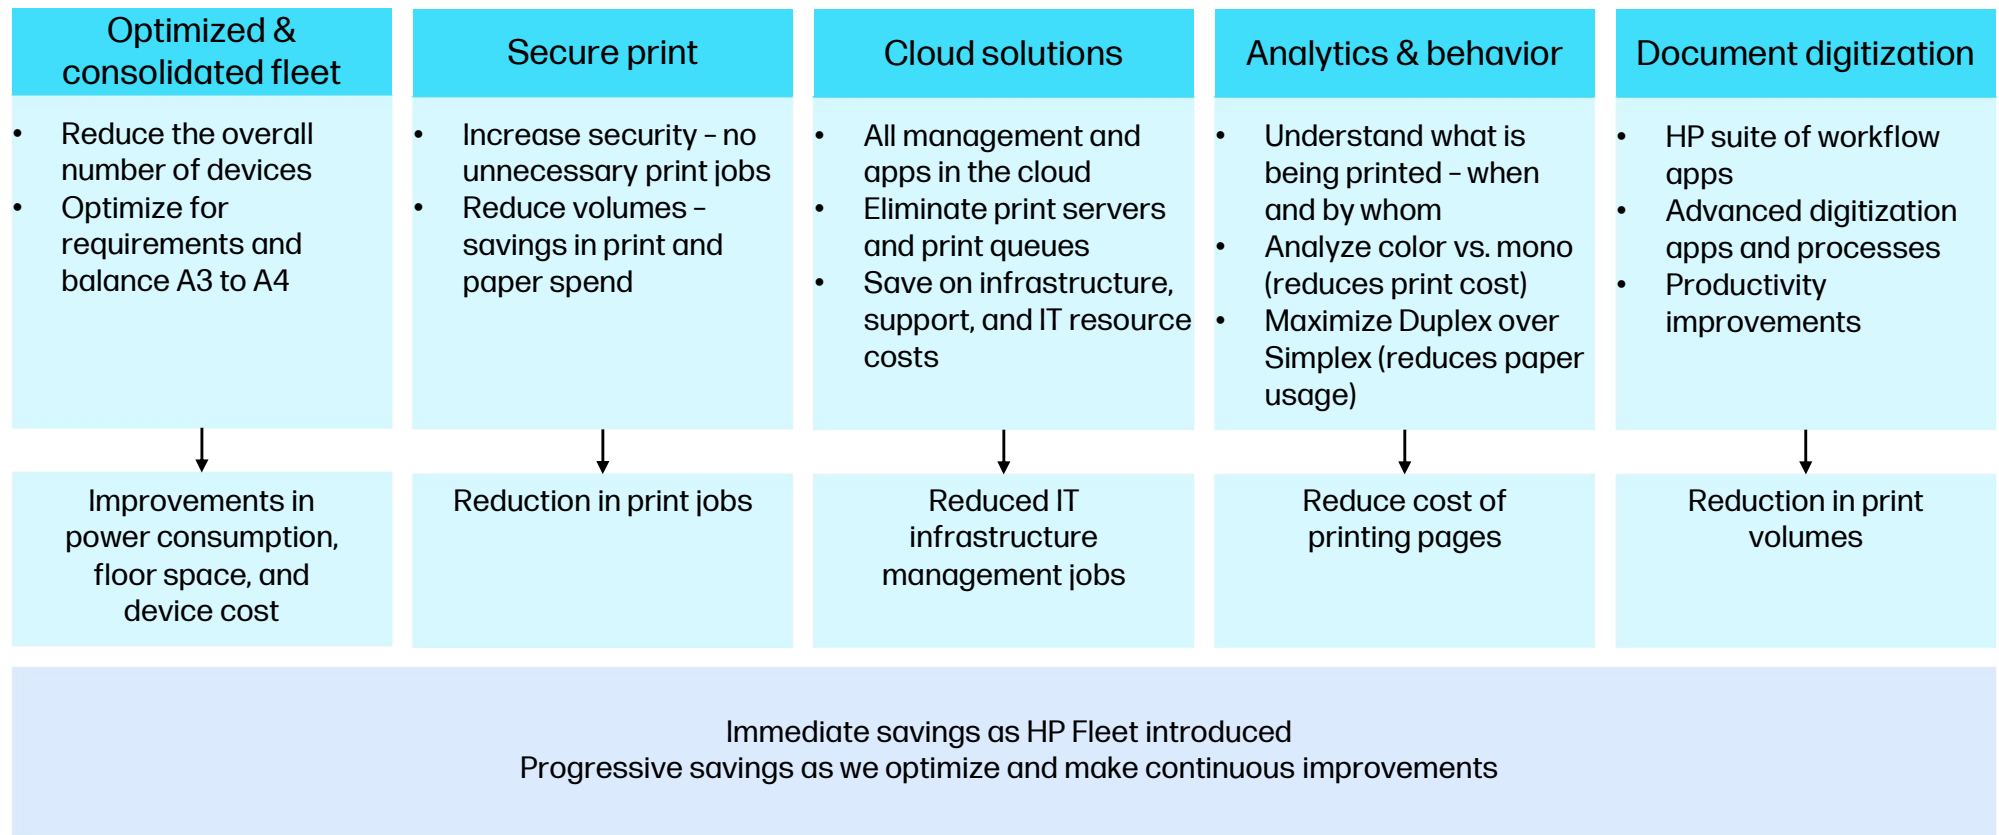 Optimized &
consolidated fleet
• Reduce the overall
number of devices
• Optimize for
requirements and
balance A3 to A4
Improvements in
power consumption,
floor space, and
device cost
Secure print
• Increase security – no
unnecessary print jobs
• Reduce volumes –
savings in print and
paper spend
Reduction in print jobs
Cloud solutions
• All management and
apps in the cloud
• Eliminate print servers
and print queues
• Save on infrastructure,
support, and IT resource
costs
Reduced IT
infrastructure
management jobs
Analytics & behavior
• Understand what is
being printed – when
and by whom
• Analyze color vs. mono
(reduces print cost)
• Maximize Duplex over
Simplex (reduces paper
usage)
Reduce cost of
printing pages
Document digitization
• HP suite of workflow
apps
• Advanced digitization
apps and processes
• Productivity
improvements
Reduction in print
volumes
Immediate savings as HP Fleet introduced
Progressive savings as we optimize and make continuous improvements